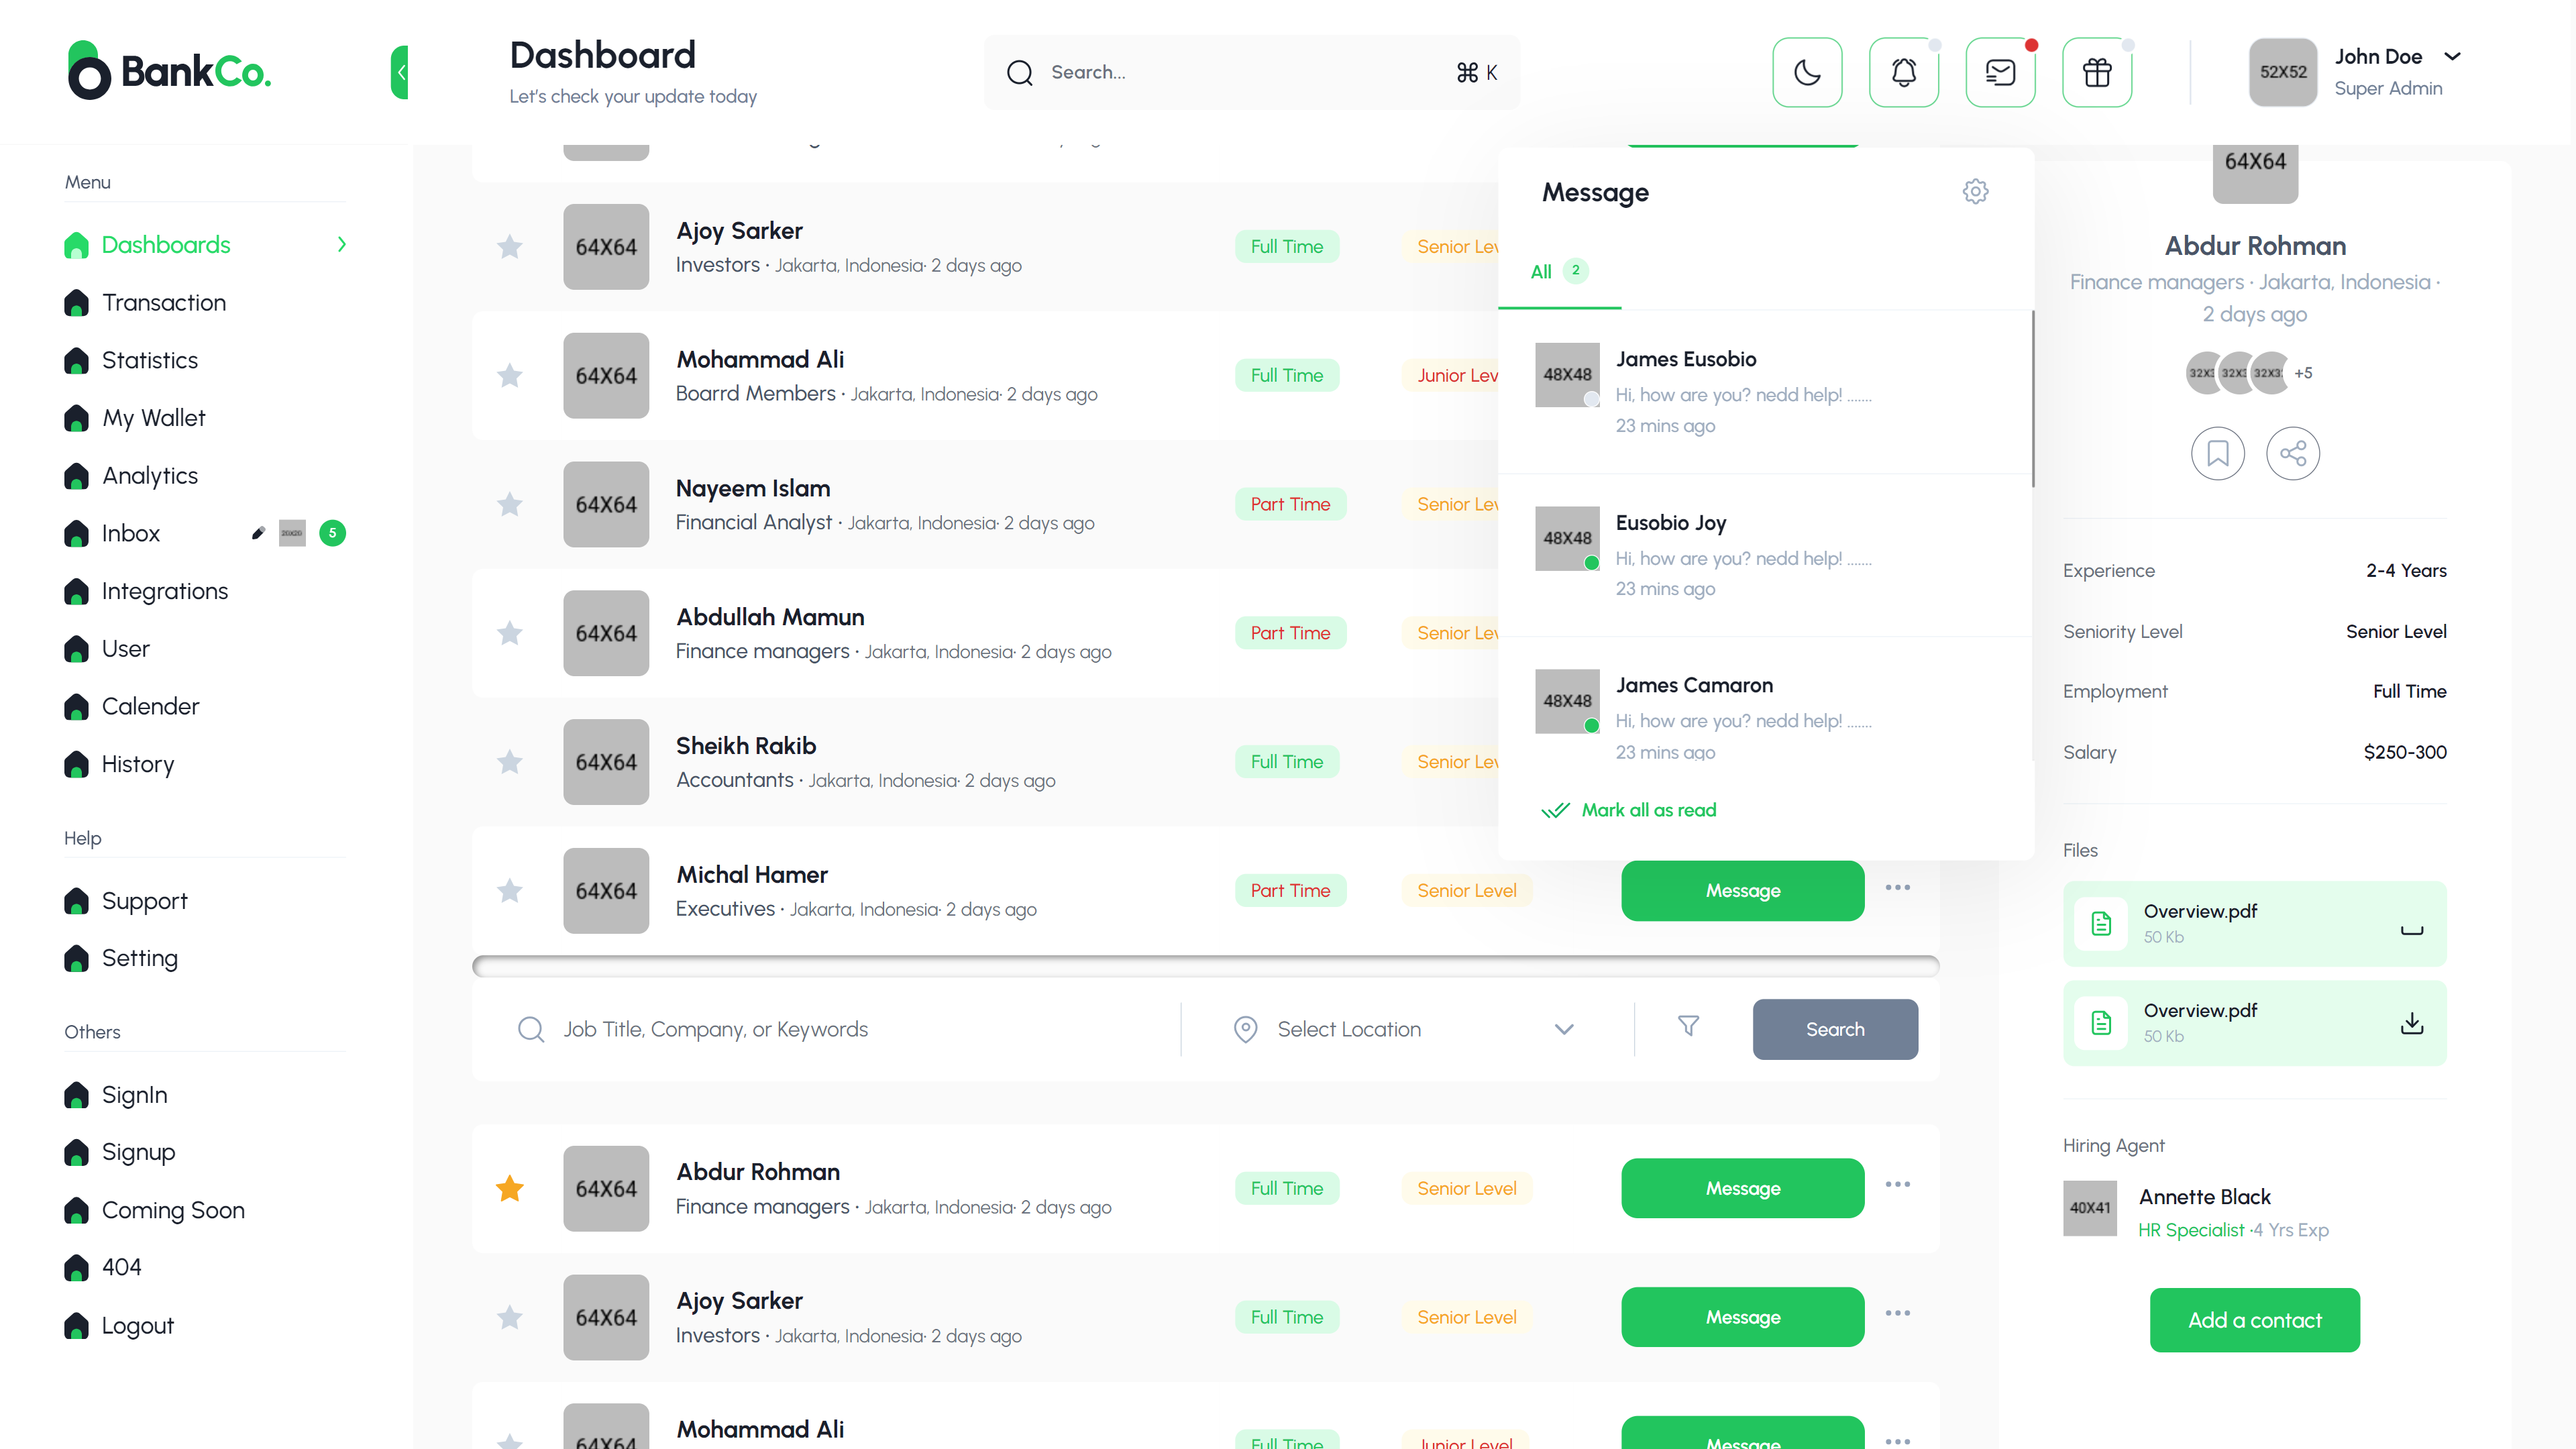 BankCo.
Dashboard
Let's check your update today
Search...
⌘ K
52X52
John Doe
Super Admin
Menu
Dashboards
Transaction
Statistics
My Wallet
Analytics
Inbox
5
Integrations
User
Calender
History
Help
Support
Setting
Others
SignIn
Signup
Coming Soon
404
Logout
64X64
Ajoy Sarker
Investors · Jakarta, Indonesia· 2 days ago
Full Time
Senior Lev
64X64
Mohammad Ali
Boarrd Members · Jakarta, Indonesia· 2 days ago
Full Time
Junior Lev
64X64
Nayeem Islam
Financial Analyst · Jakarta, Indonesia· 2 days ago
Part Time
Senior Lev
64X64
Abdullah Mamun
Finance managers · Jakarta, Indonesia· 2 days ago
Part Time
Senior Lev
64X64
Sheikh Rakib
Accountants · Jakarta, Indonesia· 2 days ago
Full Time
Senior Lev
64X64
Michal Hamer
Executives · Jakarta, Indonesia· 2 days ago
Part Time
Senior Level
Message
Job Title, Company, or Keywords
Select Location
Search
64X64
Abdur Rohman
Finance managers · Jakarta, Indonesia· 2 days ago
Full Time
Senior Level
Message
64X64
Ajoy Sarker
Investors · Jakarta, Indonesia· 2 days ago
Full Time
Senior Level
Message
64X64
Mohammad Ali
Full Time
Junior Level
Message
Message
All 2
48X48
James Eusobio
Hi, how are you? nedd help! .......
23 mins ago
48X48
Eusobio Joy
Hi, how are you? nedd help! .......
23 mins ago
48X48
James Camaron
Hi, how are you? nedd help! .......
23 mins ago
Mark all as read
64X64
Abdur Rohman
Finance managers · Jakarta, Indonesia ·
2 days ago
32X3 32X3 32X3 +5
Experience
2-4 Years
Seniority Level
Senior Level
Employment
Full Time
Salary
$250-300
Files
Overview.pdf
50 Kb
Overview.pdf
50 Kb
Hiring Agent
40X41
Annette Black
HR Specialist ·4 Yrs Exp
Add a contact